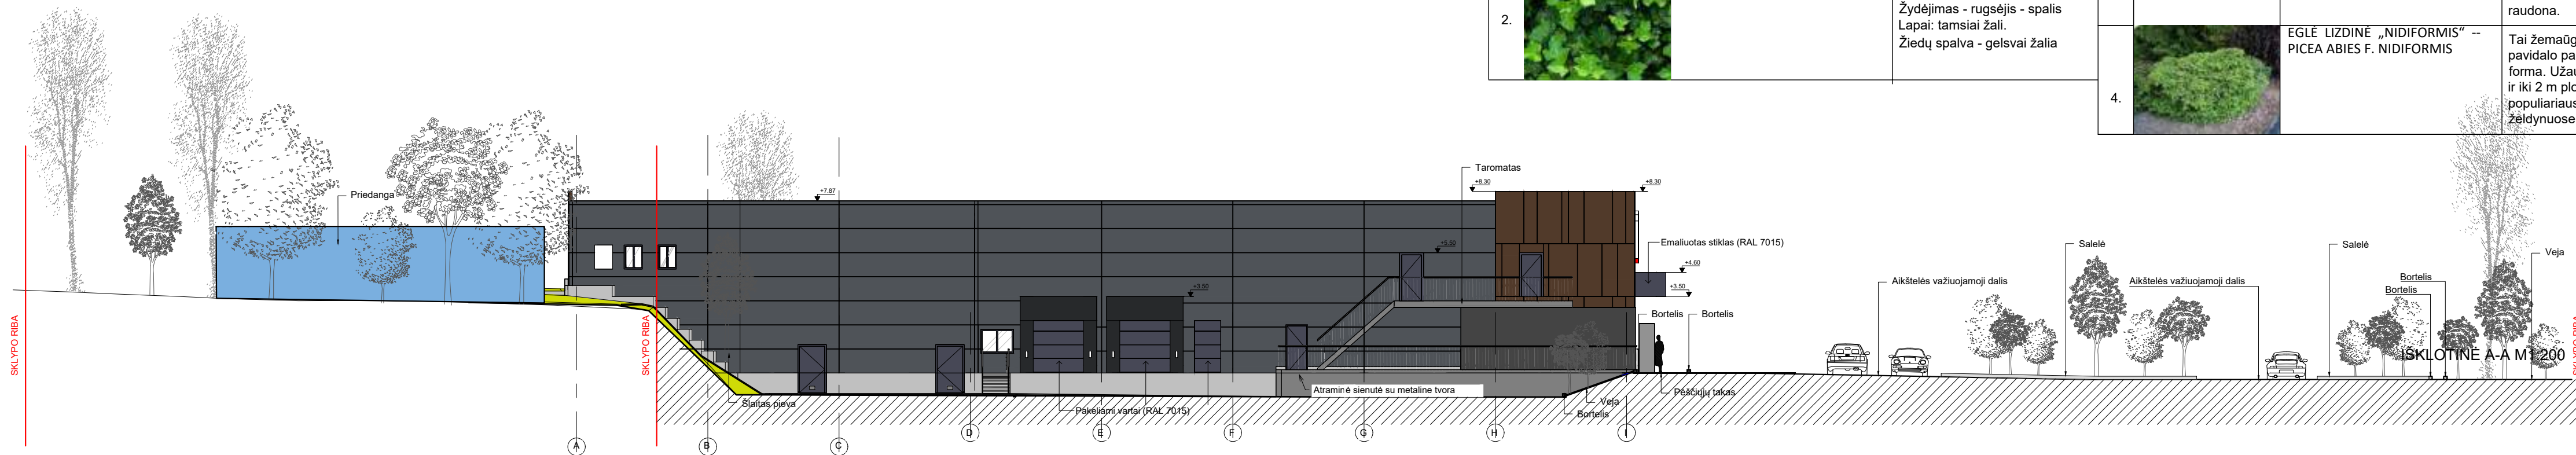 2.
Žydėjimas - rugsėjis - spalis
Lapai: tamsiai žali.
Žiedų spalva - gelsvai žalia
raudona.
4.
EGLĖ LIZDINĖ „NIDIFORMIS“ --
PICEA ABIES F. NIDIFORMIS
Tai žemaūg
pavidalo pa
forma. Užau
ir iki 2 m plo
populiariaus
želdynuose
SKLYPO RIBA
Priedanga
SKLYPO RIBA
+7.87
Taromatas
+8.30
+8.30
+5.50
Emaliuotas stiklas (RAL 7015)
+4.60
+3.50
+3.50
Bortelis
Bortelis
Aikštelės važiuojamoji dalis
Salelė
Aikštelės važiuojamoji dalis
Salelė
Bortelis
Bortelis
Veja
IŠKLOTINĖ A-A M1:200
SKLYPO RIBA
Šlaitas pieva
Pakeliami vartai (RAL 7015)
Atraminė sienutė su metaline tvora
Veja
Bortelis
Pėsčiųjų takas
A
B
C
D
E
F
G
H
I